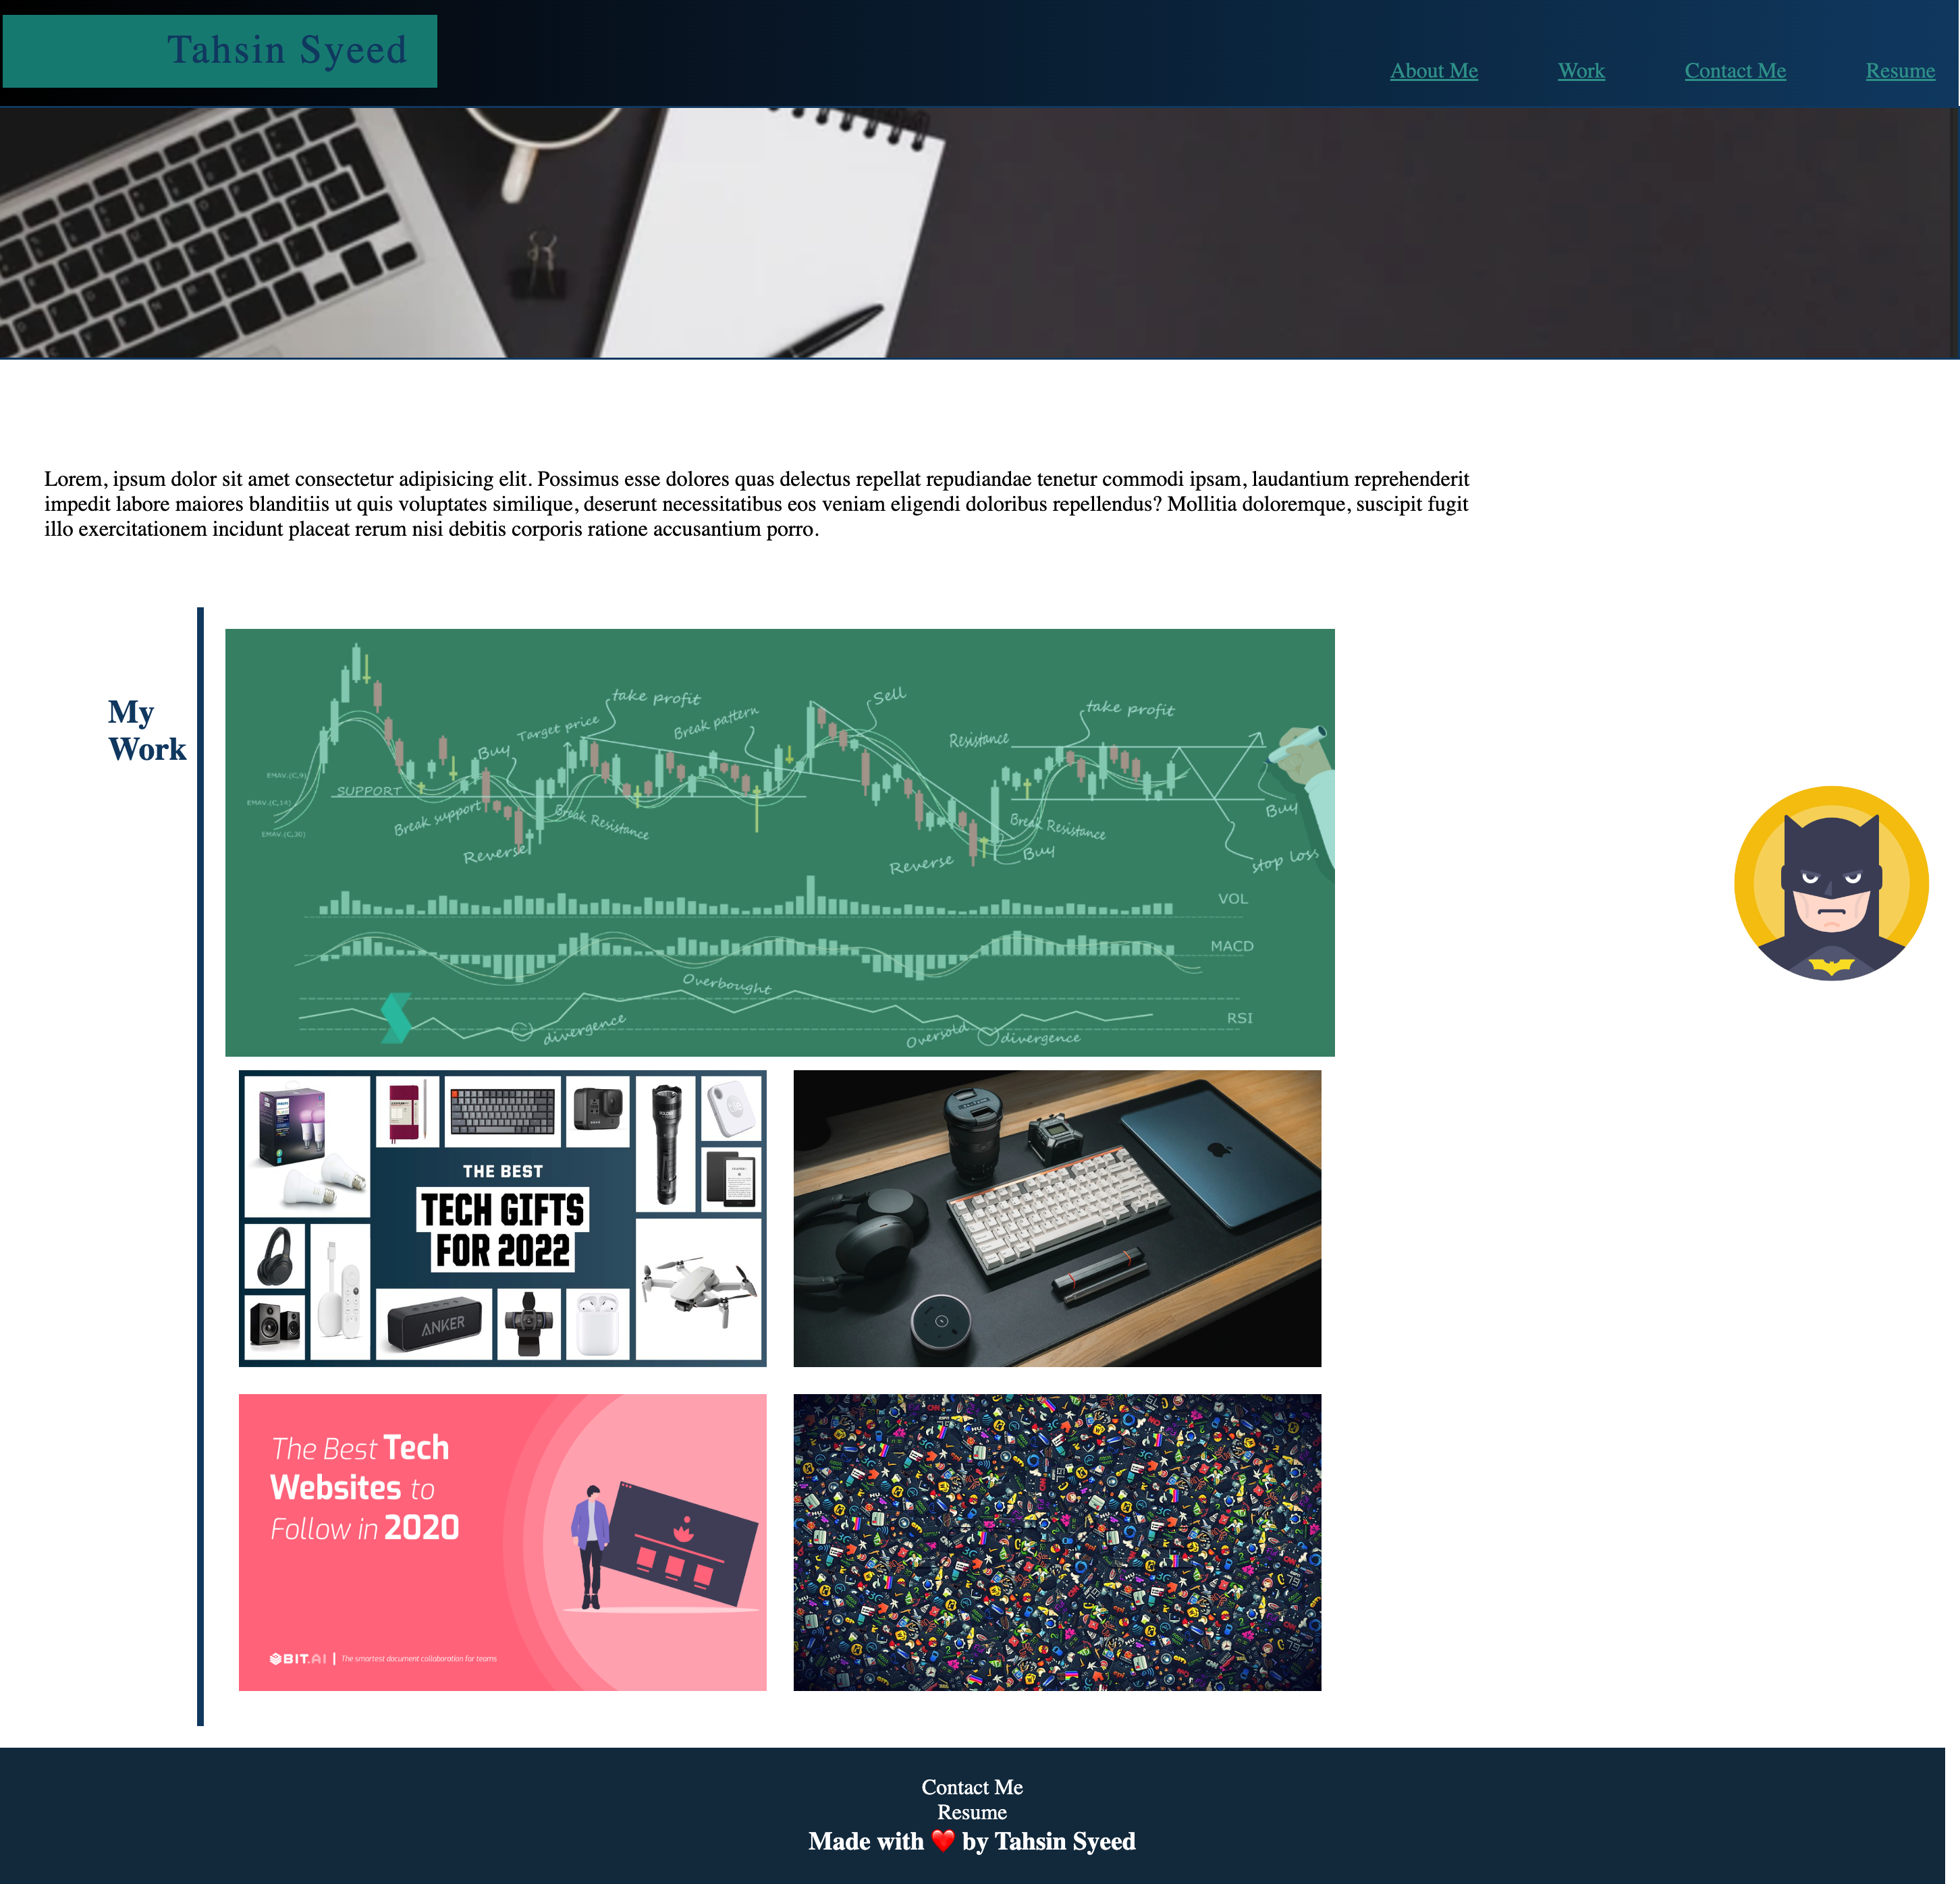 Tahsin Syeed
About Me
Work
Contact Me
Resume
Lorem, ipsum dolor sit amet consectetur adipisicing elit. Possimus esse dolores quas delectus repellat repudiandae tenetur commodi ipsam, laudantium reprehenderit
impedit labore maiores blanditiis ut quis voluptates similique, deserunt necessitatibus eos veniam eligendi doloribus repellendus? Mollitia doloremque, suscipit fugit
illo exercitationem incidunt placeat rerum nisi debitis corporis ratione accusantium porro.
My
Work
take profit
Sell
Target price
Break pattern
take profit
Resistance
Buy
EMAV.(C,9)
SUPPORT
EMAV.(C,14)
Break support
Break Resistance
Break Resistance
Buy
EMAV.(C,30)
Reverse
Reverse
Buy
stop Loss
VOL
MACD
Overbought
RSI
divergence
Oversold
divergence
THE BEST
TECH GIFTS
FOR 2022
ANKER
The Best Tech
Websites to
Follow in 2020
BIT.AI
The smartest document collaboration for teams
Contact Me
Resume
Made with ❤️ by Tahsin Syeed